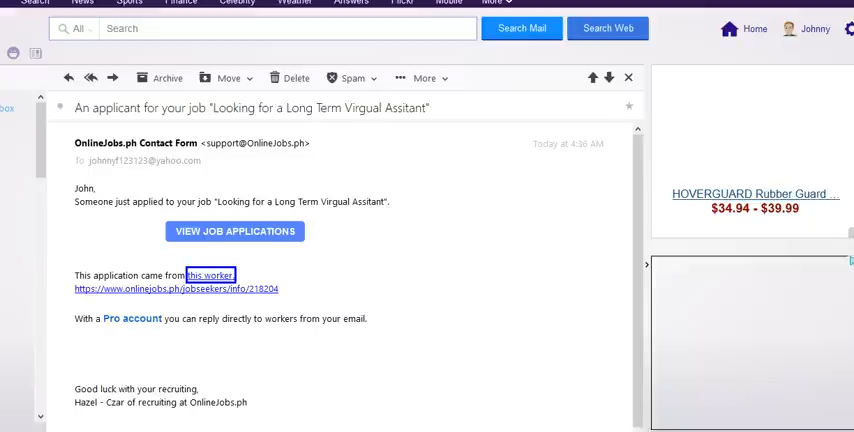 Search News Sports Finance Celebrity Weather Answers Flickr Mobile More
All Search Search Mail Search Web Home Johnny
Archive Move Delete Spam More
An applicant for your job "Looking for a Long Term Virgual Assitant"
box
OnlineJobs.ph Contact Form <support@OnlineJobs.ph> Today at 4:36 AM
To johnnyf123123@yahoo.com
John,
Someone just applied to your job "Looking for a Long Term Virgual Assitant".
VIEW JOB APPLICATIONS
This application came from this worker.
https://www.onlinejobs.ph/jobseekers/info/218204
With a Pro account you can reply directly to workers from your email.
Good luck with your recruiting,
Hazel - Czar of recruiting at OnlineJobs.ph
HOVERGUARD Rubber Guard ...
$34.94 - $39.99